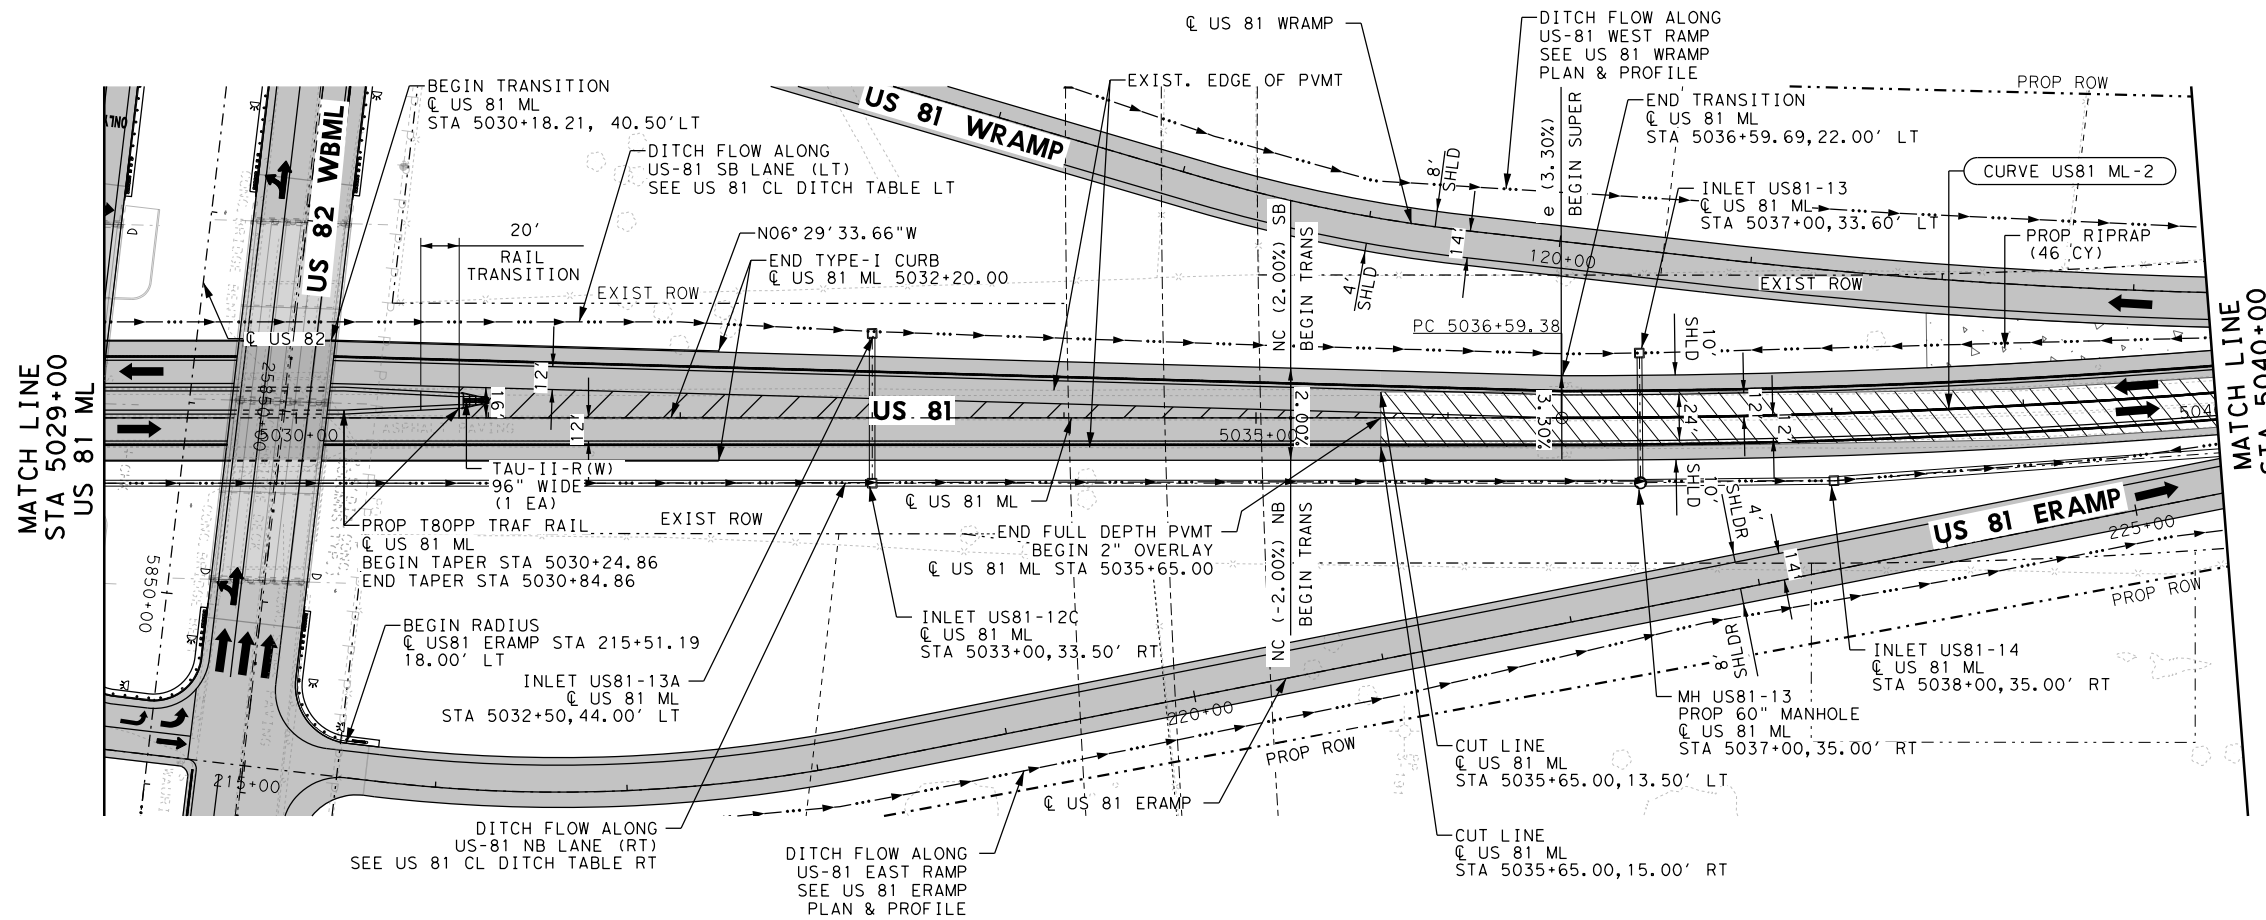 ℄ US 81 WRAMP
DITCH FLOW ALONG
US-81 WEST RAMP
SEE US 81 WRAMP
PLAN & PROFILE
BEGIN TRANSITION
℄ US 81 ML
STA 5030+18.21, 40.50' LT
EXIST. EDGE OF PVMT
US 81 WRAMP
END TRANSITION
℄ US 81 ML
STA 5036+59.69,22.00' LT
PROP ROW
ONLY
US 82 WBML
DITCH FLOW ALONG
US-81 SB LANE (LT)
SEE US 81 CL DITCH TABLE LT
e (3.30%)
BEGIN SUPER
8'
SHLD
CURVE US81 ML-2
INLET US81-13
℄ US 81 ML
STA 5037+00,33.60' LT
20'
RAIL
TRANSITION
N06°29'33.66"W
END TYPE-I CURB
℄ US 81 ML 5032+20.00
EXIST ROW
NC (2.00%) SB
BEGIN TRANS
14'
4'
SHLD
120+00
EXIST ROW
PROP RIPRAP
(46 CY)
℄ US 82
PC 5036+59.38
10'
SHLD
MATCH LINE
STA 5029+00
US 81 ML
MATCH LINE
STA 5040+00
12'
16'
12'
US 81
2.00%
3.30%
24'
12'
12'
504
5030+00
5035+00
TAU-II-R(W)
96" WIDE
(1 EA)
℄ US 81 ML
SHLD
10'
PROP T80PP TRAF RAIL
℄ US 81 ML
BEGIN TAPER STA 5030+24.86
END TAPER STA 5030+84.86
EXIST ROW
END FULL DEPTH PVMT
BEGIN 2" OVERLAY
℄ US 81 ML STA 5035+65.00
NC (-2.00%) NB
BEGIN TRANS
4'
SHLDR
14'
SHLDR
8'
US 81 ERAMP
225+00
PROP ROW
5850+00
BEGIN RADIUS
℄ US81 ERAMP STA 215+51.19
18.00' LT
INLET US81-12C
℄ US 81 ML
STA 5033+00,33.50' RT
INLET US81-13A
℄ US 81 ML
STA 5032+50,44.00' LT
INLET US81-14
℄ US 81 ML
STA 5038+00,35.00' RT
MH US81-13
PROP 60" MANHOLE
℄ US 81 ML
STA 5037+00,35.00' RT
220+00
PROP ROW
215+00
CUT LINE
℄ US 81 ML
STA 5035+65.00,13.50' LT
℄ US 81 ERAMP
DITCH FLOW ALONG
US-81 NB LANE (RT)
SEE US 81 CL DITCH TABLE RT
DITCH FLOW ALONG
US-81 EAST RAMP
SEE US 81 ERAMP
PLAN & PROFILE
CUT LINE
℄ US 81 ML
STA 5035+65.00,15.00' RT